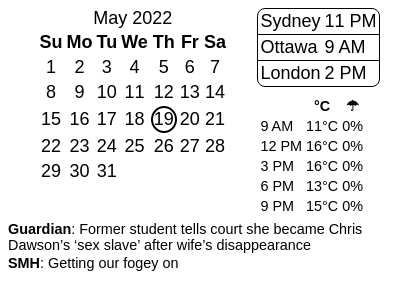 May 2022
Su Mo Tu We Th Fr Sa
1 2 3 4 5 6 7
8 9 10 11 12 13 14
15 16 17 18 19 20 21
22 23 24 25 26 27 28
29 30 31
Sydney 11 PM
Ottawa 9 AM
London 2 PM
°C ☂
9 AM 11°C 0%
12 PM 16°C 0%
3 PM 16°C 0%
6 PM 13°C 0%
9 PM 15°C 0%
Guardian: Former student tells court she became Chris
Dawson’s ‘sex slave’ after wife’s disappearance
SMH: Getting our fogey on